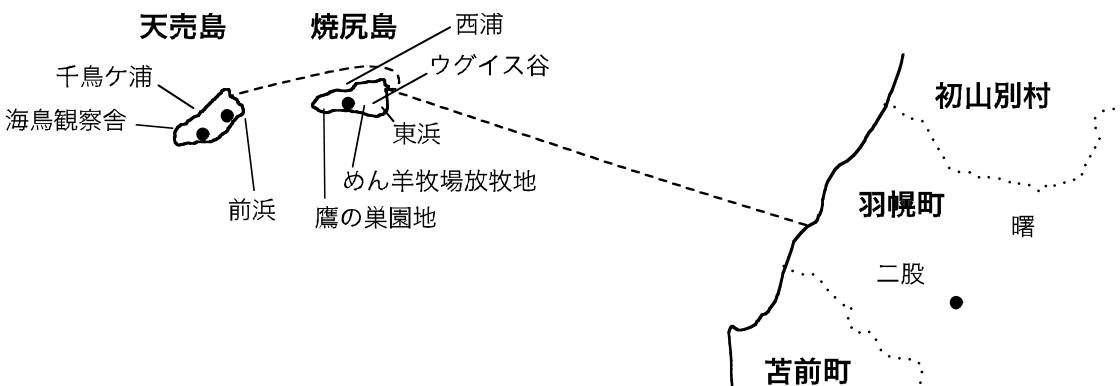 天売島
焼尻島
西浦
ウグイス谷
千鳥ケ浦
海鳥観察舎
東浜
めん羊牧場放牧地
鷹の巣園地
前浜
初山別村
羽幌町
曙
二股
苫前町